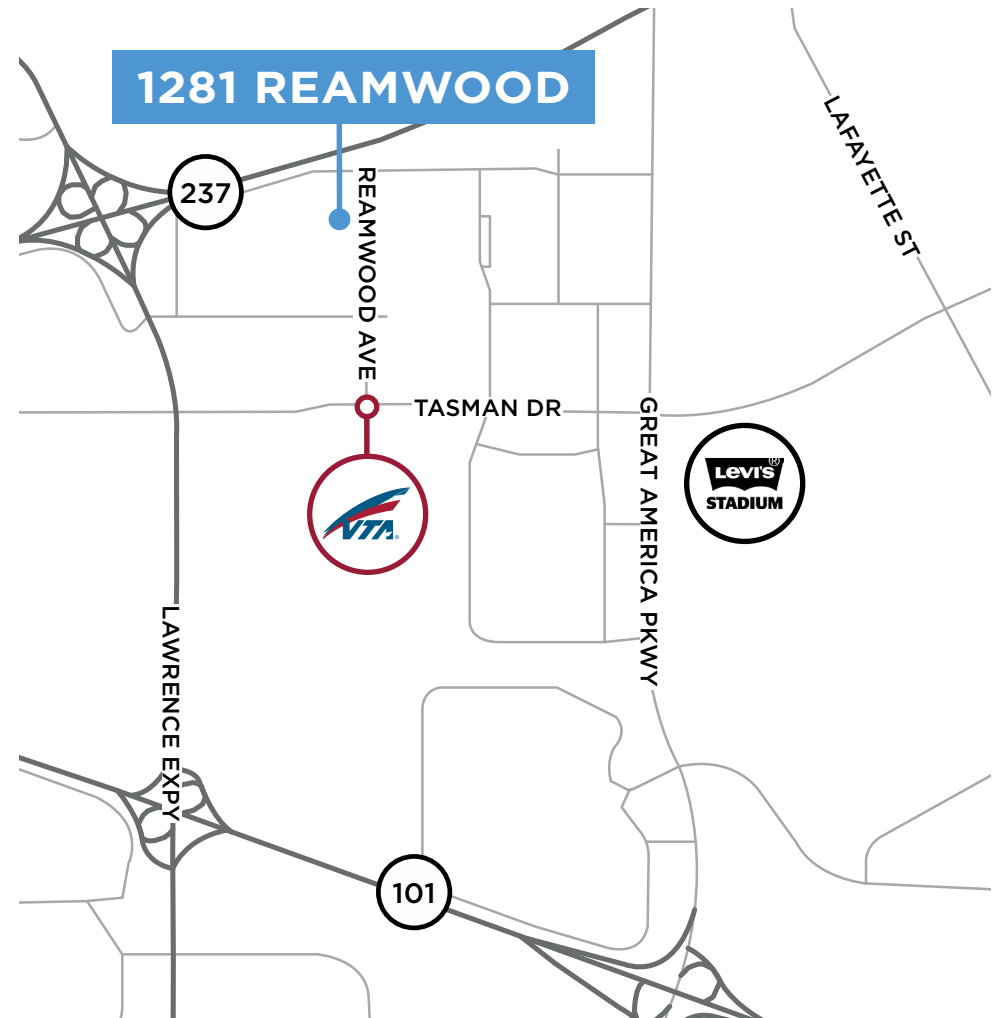 1281 REAMWOOD
237
REAMWOOD AVE
LAFAYETTE ST
TASMAN DR
GREAT AMERICA PKWY
LEVI'S®
STADIUM
VTA®
LAWRENCE EXPY
101